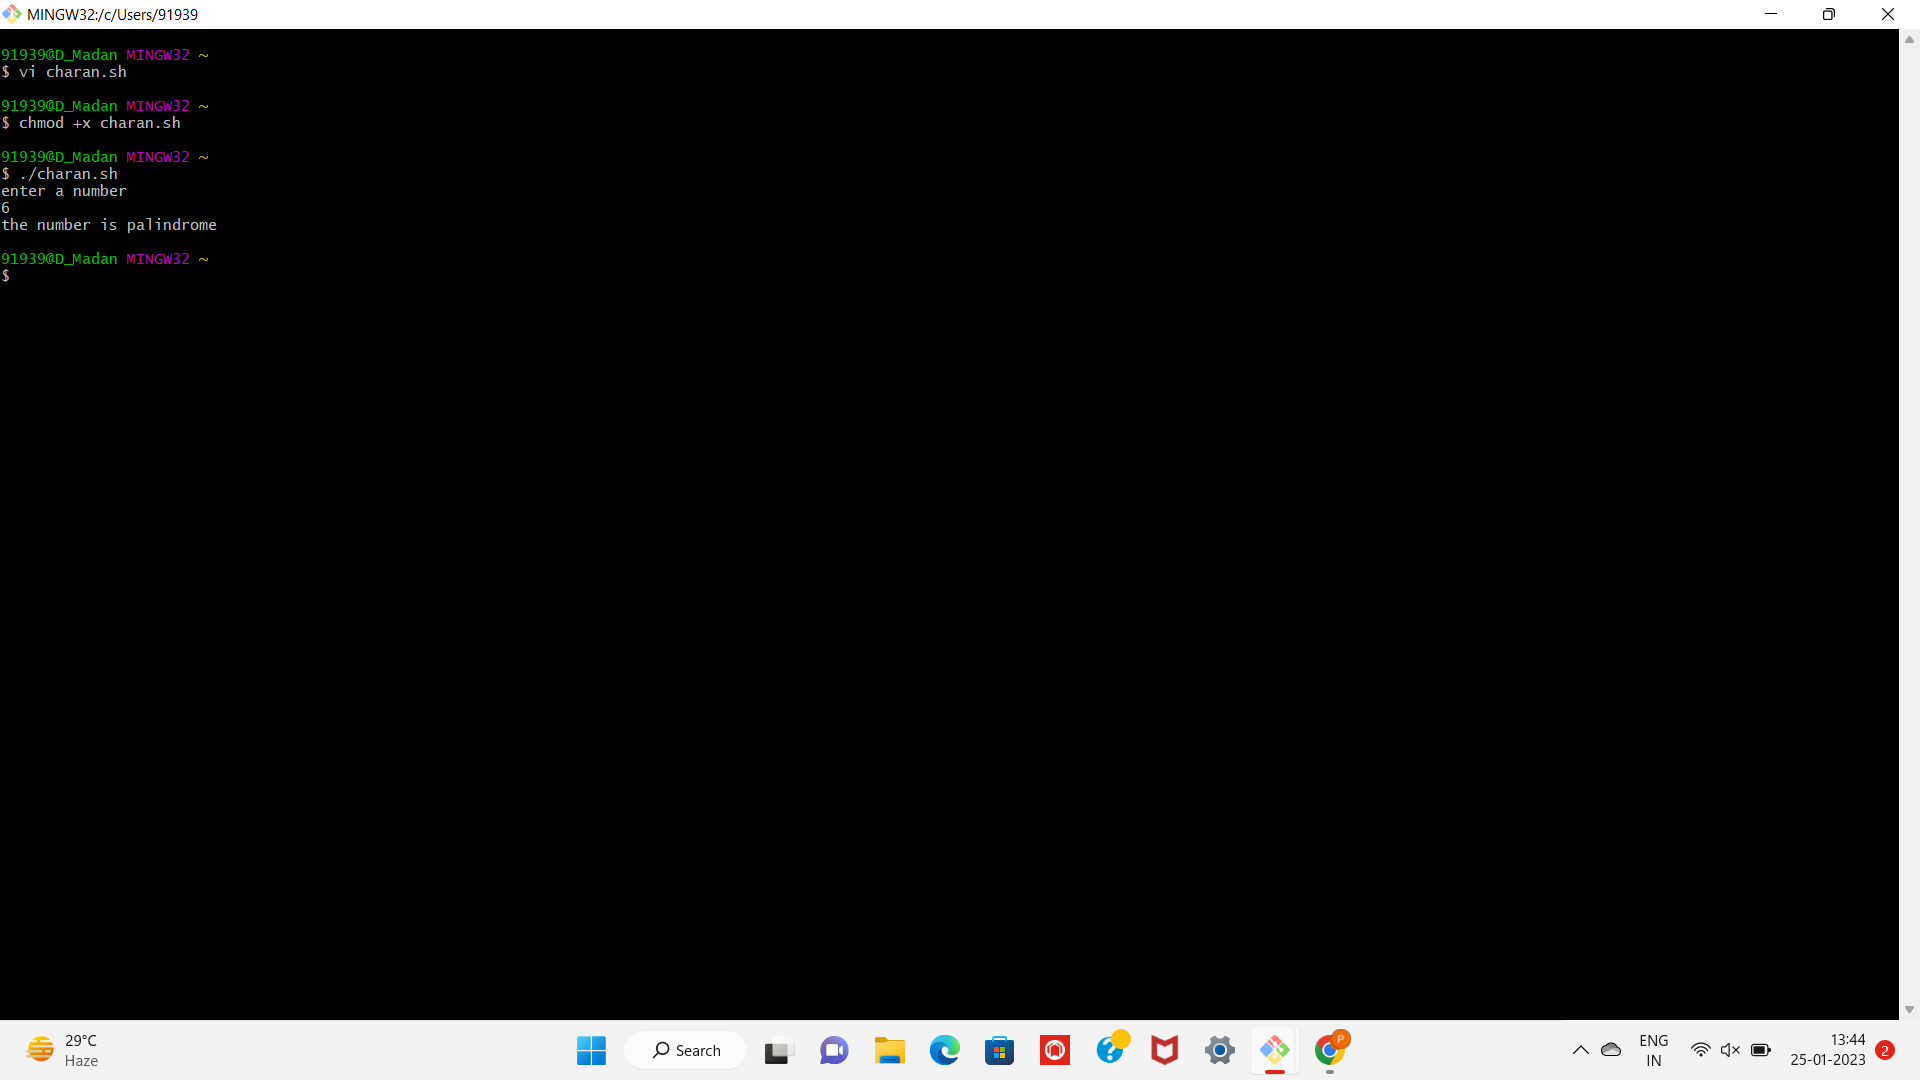 MINGW32:/c/Users/91939
91939@D_Madan MINGW32 ~
$ vi charan.sh
91939@D_Madan MINGW32 ~
$ chmod +x charan.sh
91939@D_Madan MINGW32 ~
$ ./charan.sh
enter a number
6
the number is palindrome
91939@D_Madan MINGW32 ~
$
29°C
Haze
Search
P
ENG
IN
13:44
25-01-2023
2